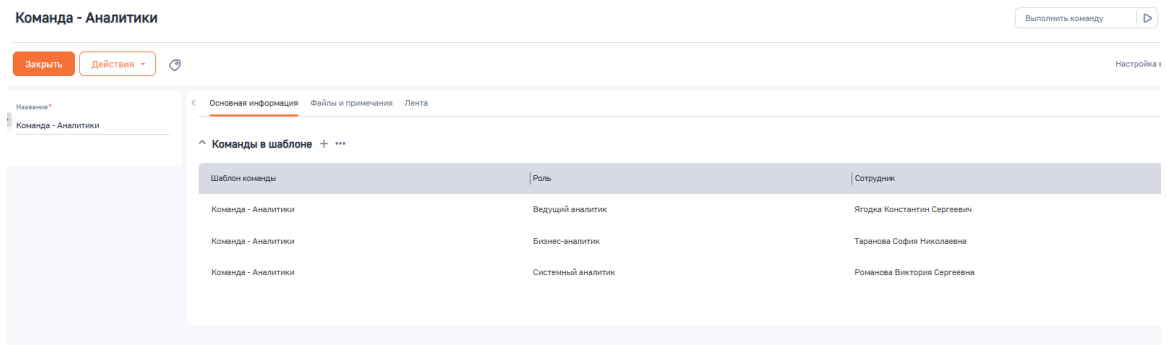 Команда - Аналитики
Выполнить команду
Закрыть
Действия
Настройка в
Название*
Команда - Аналитики
Основная информация Файлы и примечания Лента
Команды в шаблоне
Шаблон команды Роль Сотрудник
Команда - Аналитики Ведущий аналитик Ягодка Константин Сергеевич
Команда - Аналитики Бизнес-аналитик Таранова София Николаевна
Команда - Аналитики Системный аналитик Романова Виктория Сергеевна